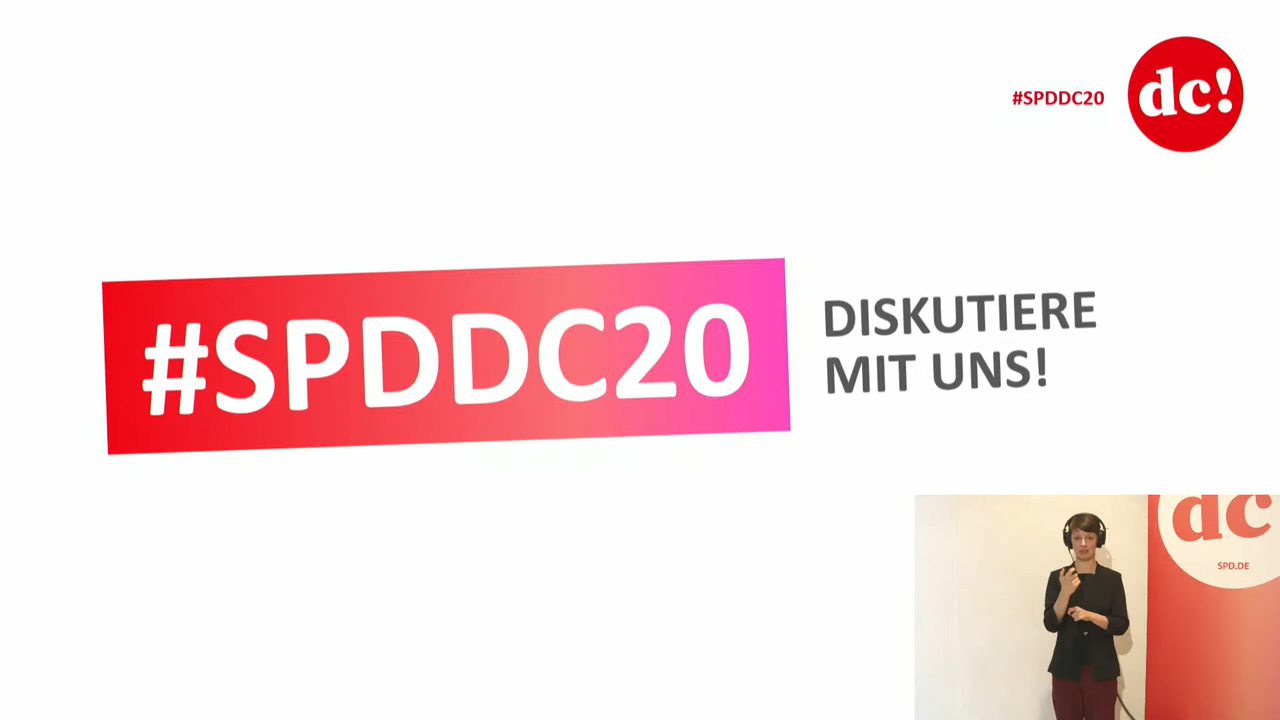 #SPDDC20
dc!
#SPDDC20
DISKUTIERE
MIT UNS!
dc
SPD.DE